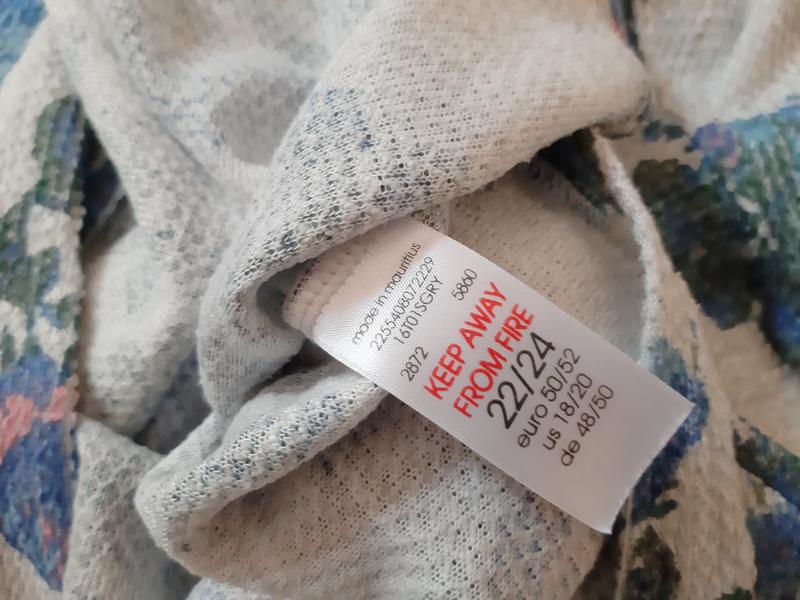 made in mauritius
2255408072229
16T01SGRY
2872 5860
KEEP AWAY
FROM FIRE
22/24
euro 50/52
us 18/20
de 48/50